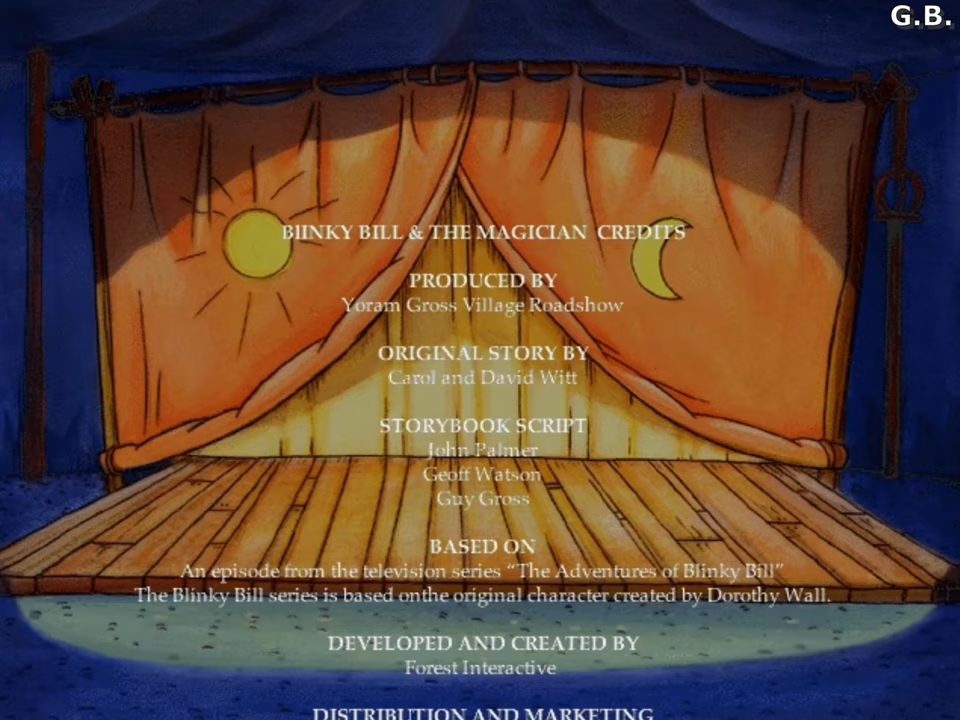 G.B.
BIINKY BILL & THE MAGICIAN CREDITS
PRODUCED BY
Yoram Gross Village Roadshow
ORIGINAL STORY BY
Carol and David Witt
STORYBOOK SCRIPT
John Palmer
Geoff Watson
Guy Gross
BASED ON
An episode from the television series “The Adventures of Blinky Bill”
The Blinky Bill series is based onthe original character created by Dorothy Wall.
DEVELOPED AND CREATED BY
Forest Interactive
DISTRIBUTION AND MARKETING